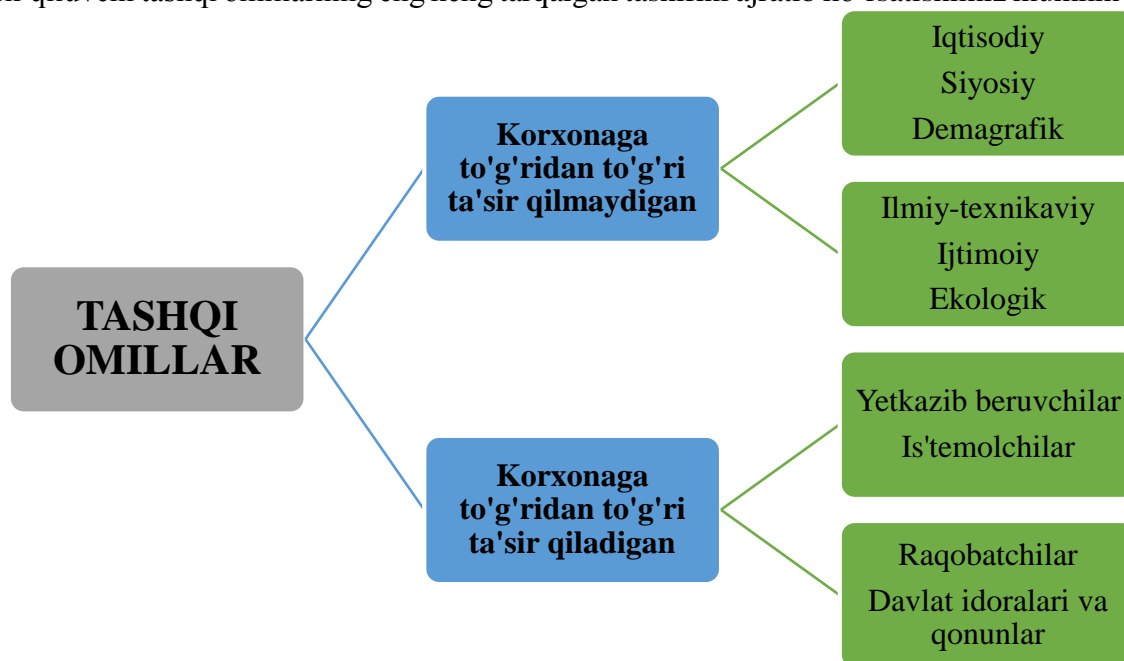 Iqtisodiy
Siyosiy
Demagrafik
Korxonaga
to'g'ridan to'g'ri
ta'sir qilmaydigan
Ilmiy-texnikaviy
Ijtimoiy
Ekologik
TASHQI
OMILLAR
Yetkazib beruvchilar
Is'temolchilar
Korxonaga
to'g'ridan to'g'ri
ta'sir qiladigan
Raqobatchilar
Davlat idoralari va
qonunlar